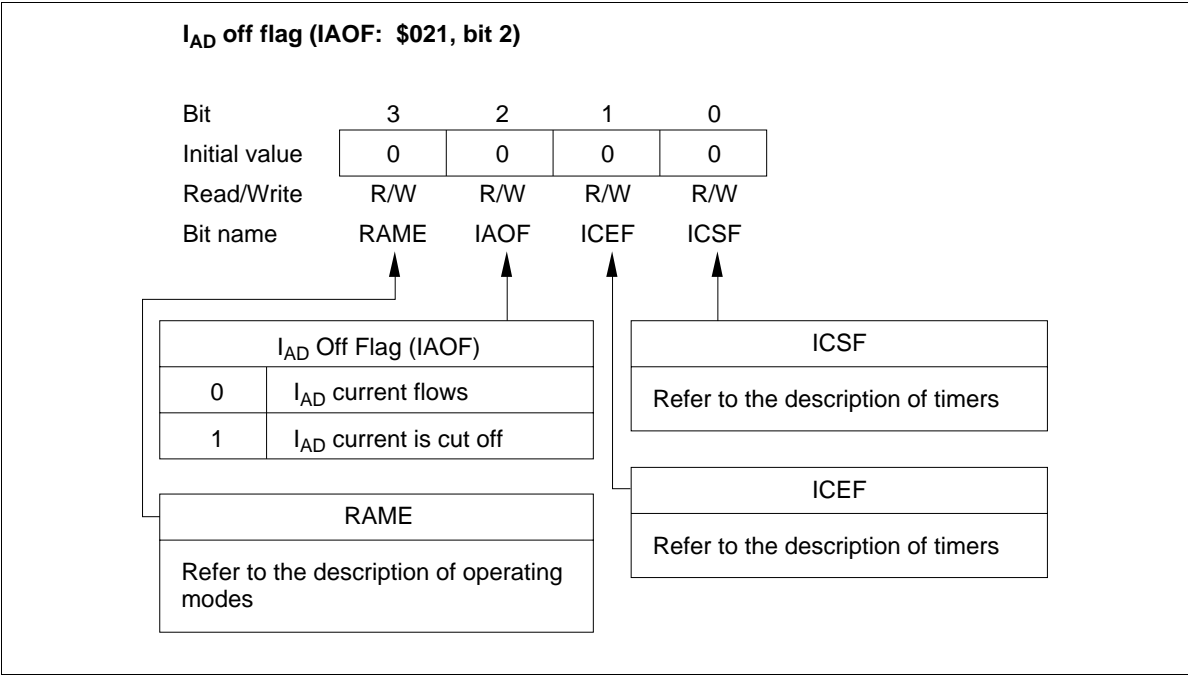 IAD off flag (IAOF: $021, bit 2)
Bit 3 2 1 0
Initial value 0 0 0 0
Read/Write R/W R/W R/W R/W
Bit name RAME IAOF ICEF ICSF
IAD Off Flag (IAOF)
0 IAD current flows
1 IAD current is cut off
ICSF
Refer to the description of timers
RAME
Refer to the description of operating
modes
ICEF
Refer to the description of timers